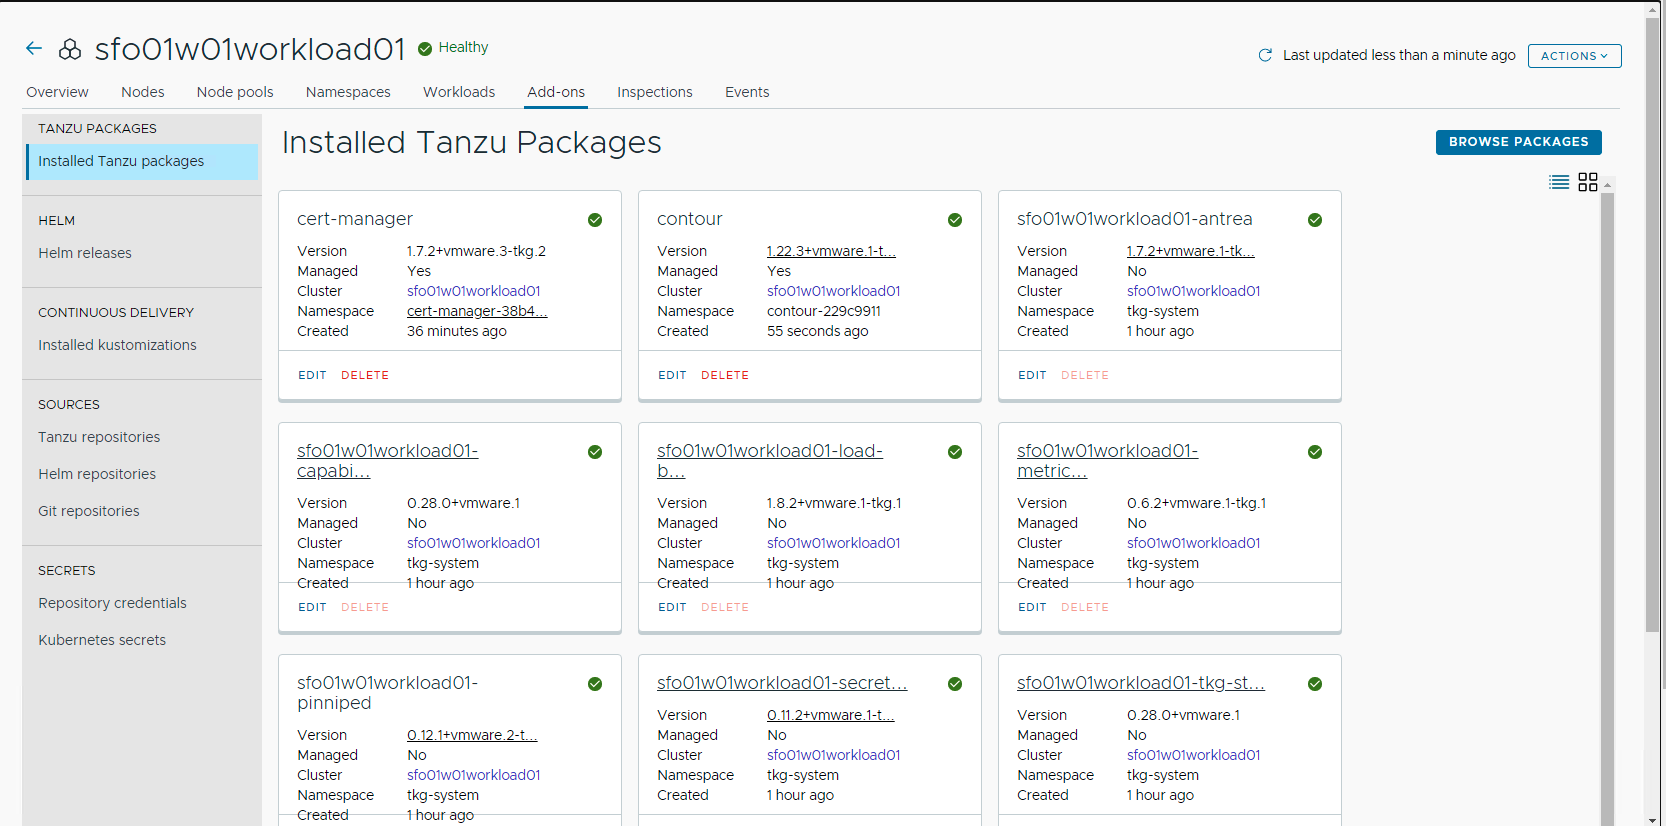 sfo01w01workload01 Healthy
Last updated less than a minute ago ACTIONS
Overview Nodes Node pools Namespaces Workloads Add-ons Inspections Events
TANZU PACKAGES
Installed Tanzu packages
HELM
Helm releases
CONTINUOUS DELIVERY
Installed kustomizations
SOURCES
Tanzu repositories
Helm repositories
Git repositories
SECRETS
Repository credentials
Kubernetes secrets
Installed Tanzu Packages
BROWSE PACKAGES
cert-manager
Version 1.7.2+vmware.3-tkg.2
Managed Yes
Cluster sfo01w01workload01
Namespace cert-manager-38b4...
Created 36 minutes ago
EDIT DELETE
contour
Version 1.22.3+vmware.1-t...
Managed Yes
Cluster sfo01w01workload01
Namespace contour-229c9911
Created 55 seconds ago
EDIT DELETE
sfo01w01workload01-antrea
Version 1.7.2+vmware.1-tk...
Managed No
Cluster sfo01w01workload01
Namespace tkg-system
Created 1 hour ago
EDIT DELETE
sfo01w01workload01-
capabi...
Version 0.28.0+vmware.1
Managed No
Cluster sfo01w01workload01
Namespace tkg-system
Created 1 hour ago
EDIT DELETE
sfo01w01workload01-load-
b...
Version 1.8.2+vmware.1-tkg.1
Managed No
Cluster sfo01w01workload01
Namespace tkg-system
Created 1 hour ago
EDIT DELETE
sfo01w01workload01-
metric...
Version 0.6.2+vmware.1-tkg.1
Managed No
Cluster sfo01w01workload01
Namespace tkg-system
Created 1 hour ago
EDIT DELETE
sfo01w01workload01-
pinniped
Version 0.12.1+vmware.2-t...
Managed No
Cluster sfo01w01workload01
Namespace tkg-system
Created 1 hour ago
sfo01w01workload01-secret...
Version 0.11.2+vmware.1-t...
Managed No
Cluster sfo01w01workload01
Namespace tkg-system
Created 1 hour ago
sfo01w01workload01-tkg-st...
Version 0.28.0+vmware.1
Managed No
Cluster sfo01w01workload01
Namespace tkg-system
Created 1 hour ago